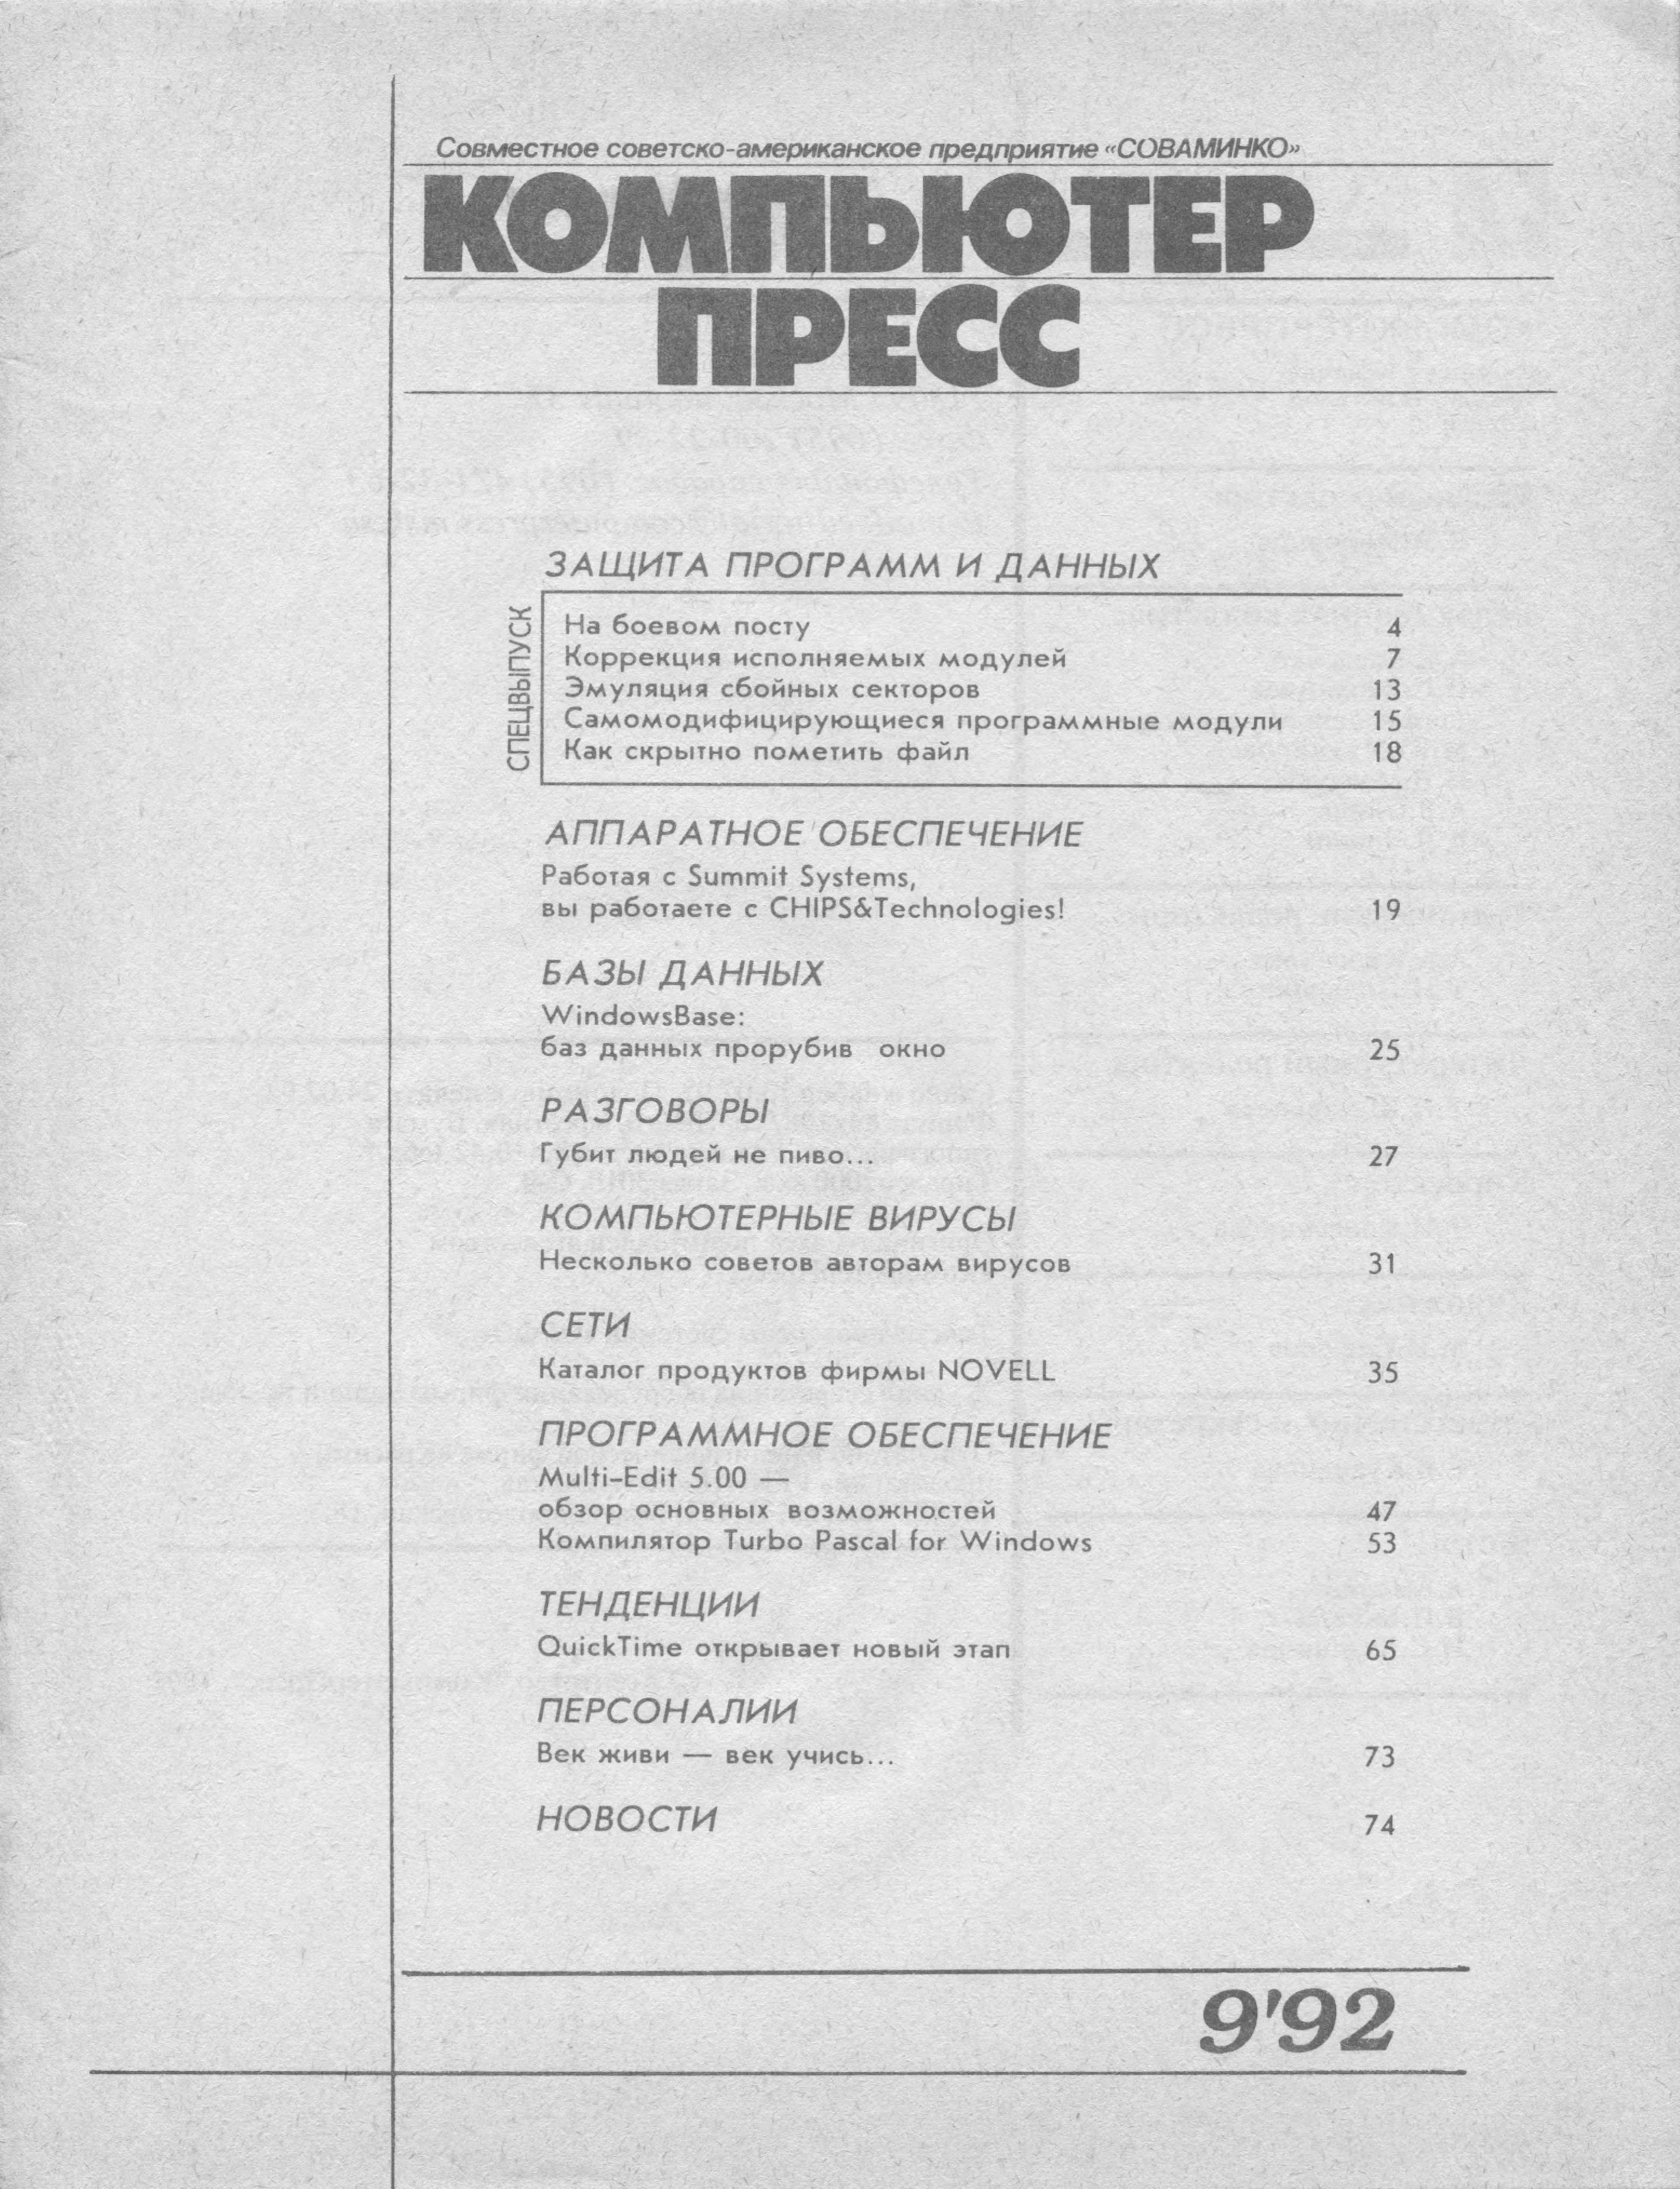 Совместное советско-американское предприятие «СОВАМИНКО»
КОМПЬЮТЕР
ПРЕСС
ЗАЩИТА ПРОГРАММ И ДАННЫХ
СПЕЦВЫПУСК
На боевом посту 4
Коррекция исполняемых модулей 7
Эмуляция сбойных секторов 13
Самомодифицирующиеся программные модули 15
Как скрытно пометить файл 18
АППАРАТНОЕ ОБЕСПЕЧЕНИЕ
Работая с Summit Systems,
вы работаете с CHIPS&Technologies! 19
БАЗЫ ДАННЫХ
WindowsBase:
баз данных прорубив окно 25
РАЗГОВОРЫ
Губит людей не пиво... 27
КОМПЬЮТЕРНЫЕ ВИРУСЫ
Несколько советов авторам вирусов 31
СЕТИ
Каталог продуктов фирмы NOVELL 35
ПРОГРАММНОЕ ОБЕСПЕЧЕНИЕ
Multi-Edit 5.00 —
обзор основных возможностей 47
Компилятор Turbo Pascal for Windows 53
ТЕНДЕНЦИИ
QuickTime открывает новый этап 65
ПЕРСОНАЛИИ
Век живи — век учись... 73
НОВОСТИ 74
9'92